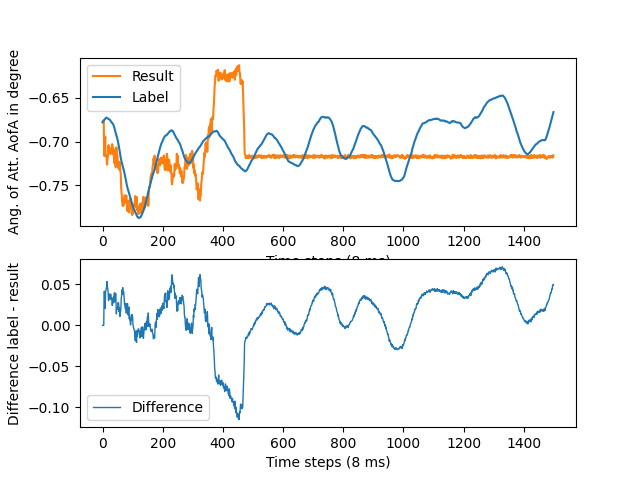 Ang. of Att. AofA in degree
−0.65
−0.70
−0.75
Result
Label
0 200 400 600 800 1000 1200 1400
Time steps (8 ms)
Difference label - result
0.05
0.00
−0.05
−0.10
Difference
0 200 400 600 800 1000 1200 1400
Time steps (8 ms)